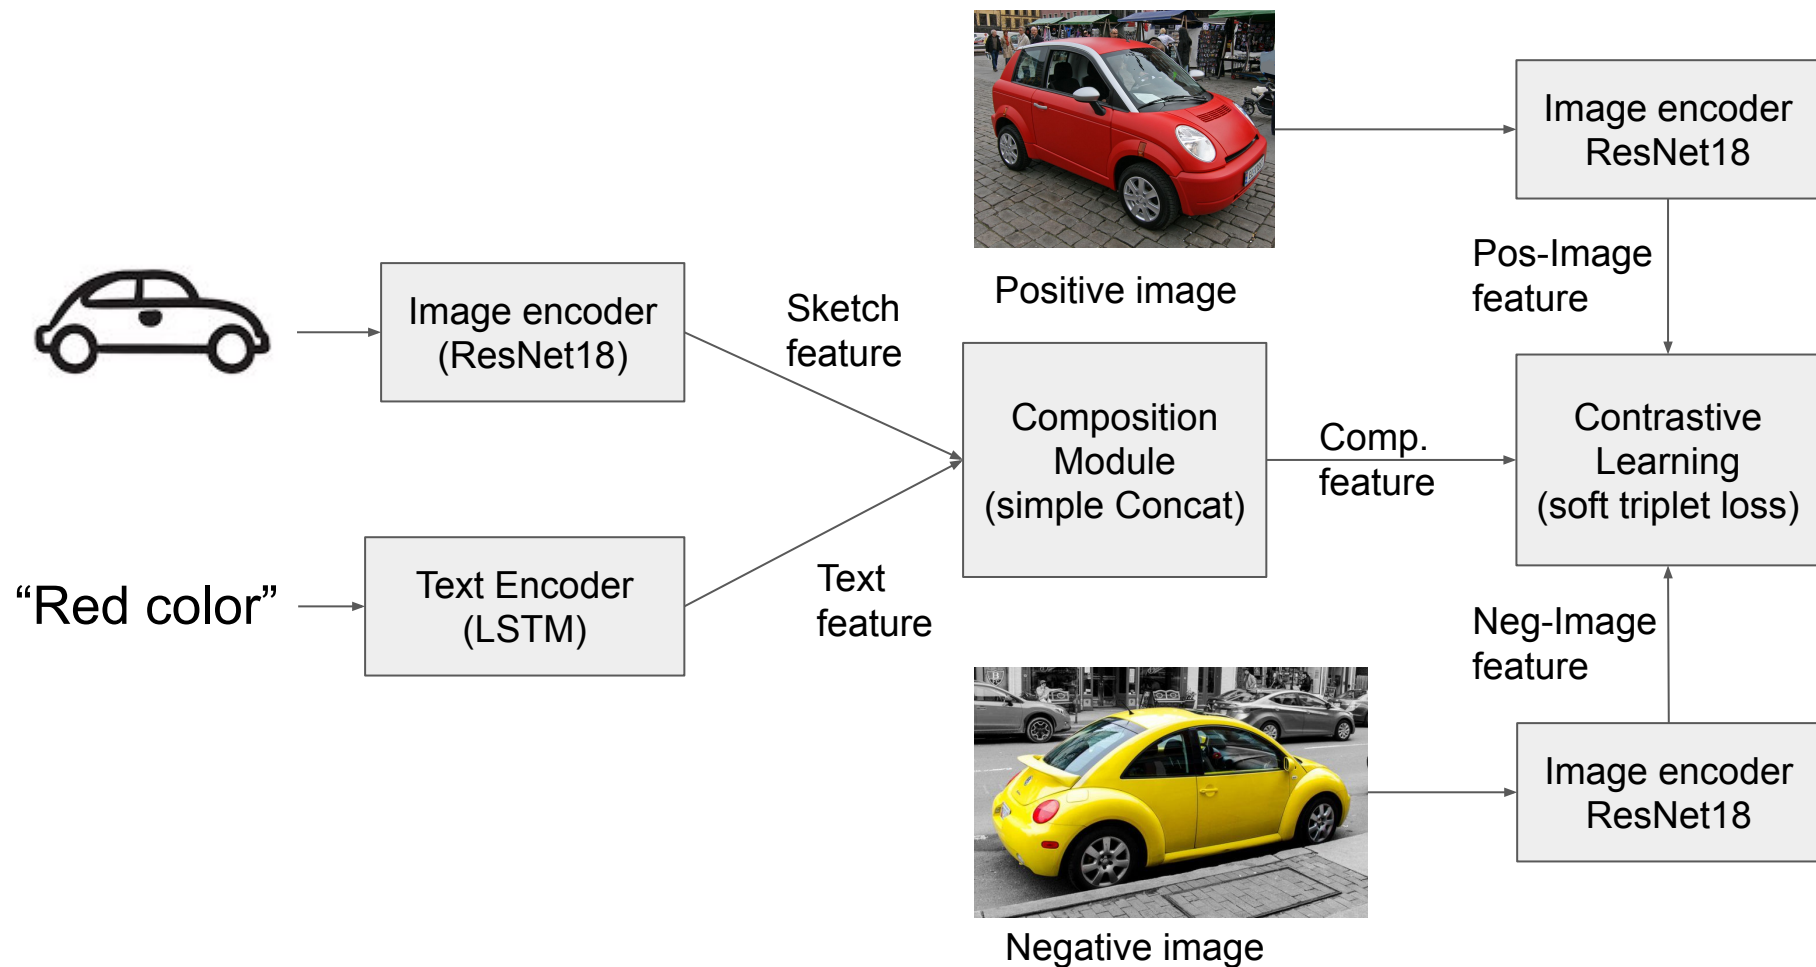 Image encoder
ResNet18
Positive image
Pos-Image
feature
Image encoder
(ResNet18)
Sketch
feature
Composition
Module
(simple Concat)
Comp.
feature
Contrastive
Learning
(soft triplet loss)
“Red color”
Text Encoder
(LSTM)
Text
feature
Neg-Image
feature
Image encoder
ResNet18
Negative image